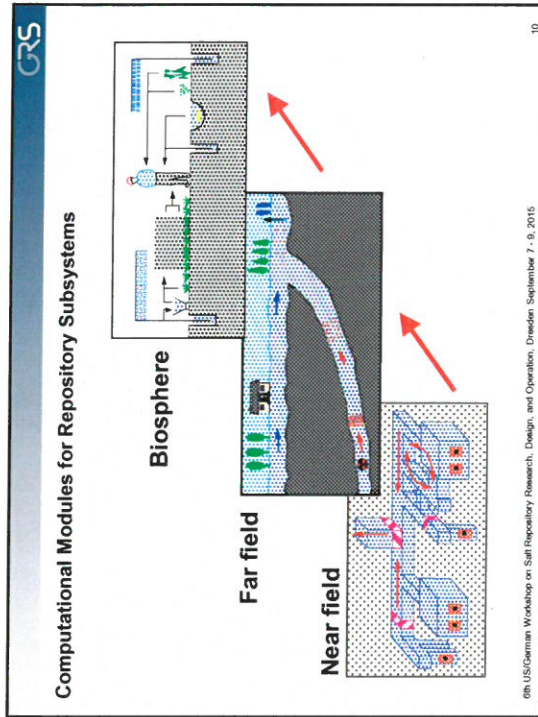 GRS
Computational Modules for Repository Subsystems
Biosphere
Far field
Near field
6th US/German Workshop on Salt Repository Research, Design, and Operation, Dresden September 7 - 9, 2015
10